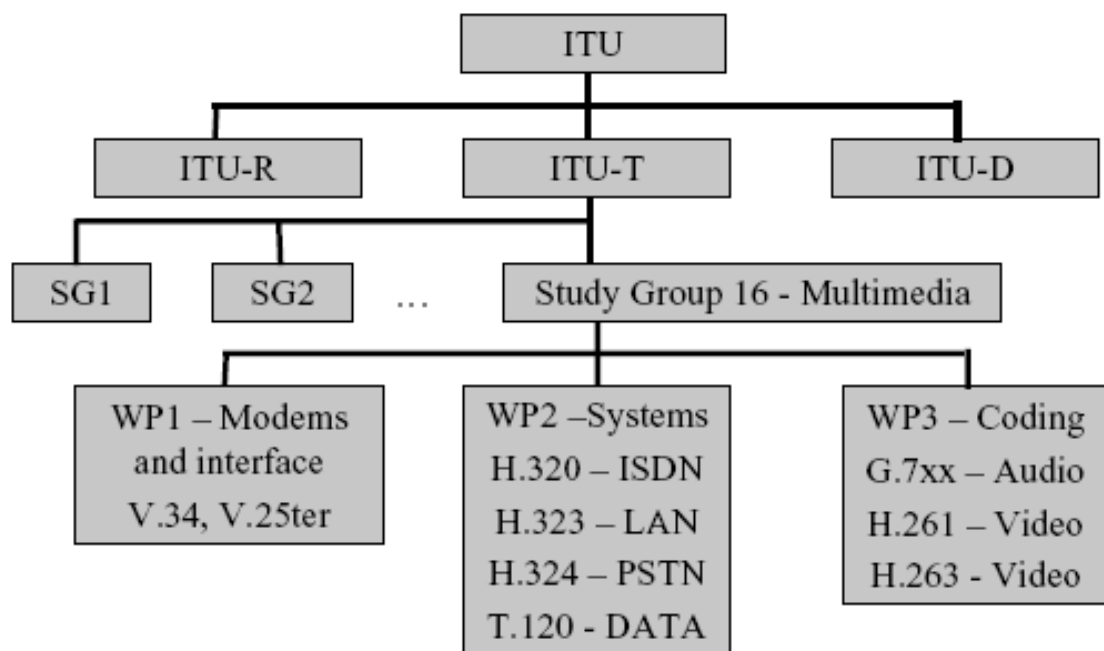 ITU
ITU-R
ITU-T
ITU-D
SG1
SG2
...
Study Group 16 - Multimedia
WP1 – Modems
and interface
V.34, V.25ter
WP2 –Systems
H.320 – ISDN
H.323 – LAN
H.324 – PSTN
T.120 - DATA
WP3 – Coding
G.7xx – Audio
H.261 – Video
H.263 - Video